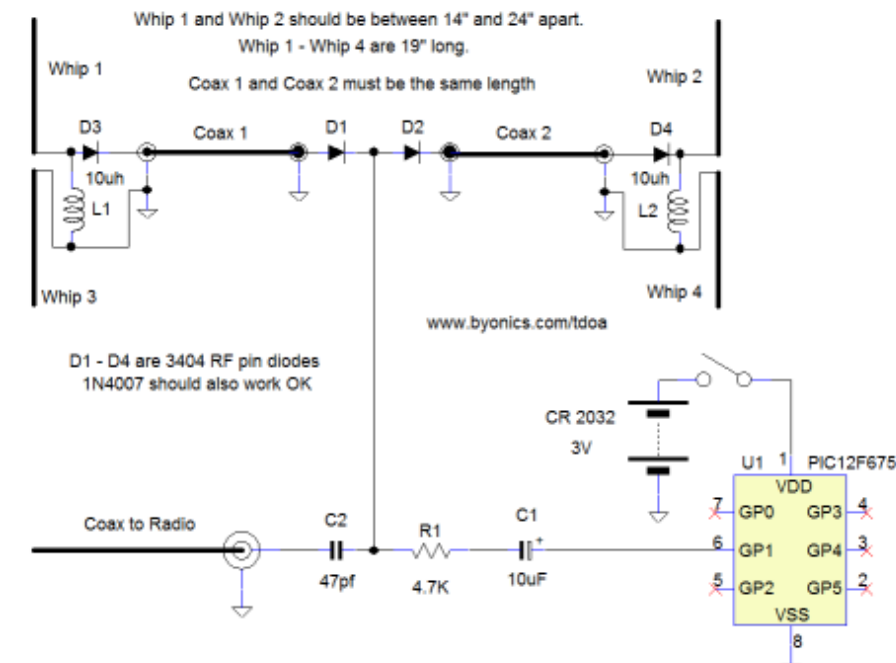 Whip 1 and Whip 2 should be between 14" and 24" apart.
Whip 1 - Whip 4 are 19" long.
Whip 1
Whip 2
Coax 1 and Coax 2 must be the same length
D3
Coax 1
D1
D2
Coax 2
D4
10uh
L1
10uh
L2
Whip 3
Whip 4
www.byonics.com/tdoa
D1 - D4 are 3404 RF pin diodes
1N4007 should also work OK
CR 2032
3V
U1
1
PIC12F675
VDD
7
GP0
GP3
4
Coax to Radio
C2
R1
C1
+
6
GP1
GP4
3
47pf
4.7K
10uF
5
GP2
GP5
2
VSS
8